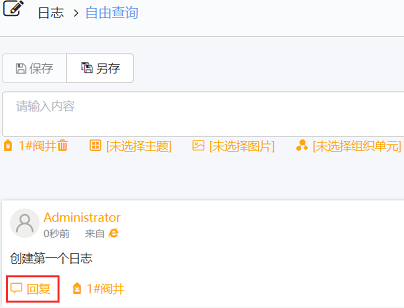 日志 > 自由查询
保存 另存
请输入内容
1#阀井 [未选择主题] [未选择图片] [未选择组织单元]
Administrator
0秒前 来自
创建第一个日志
回复 1#阀井